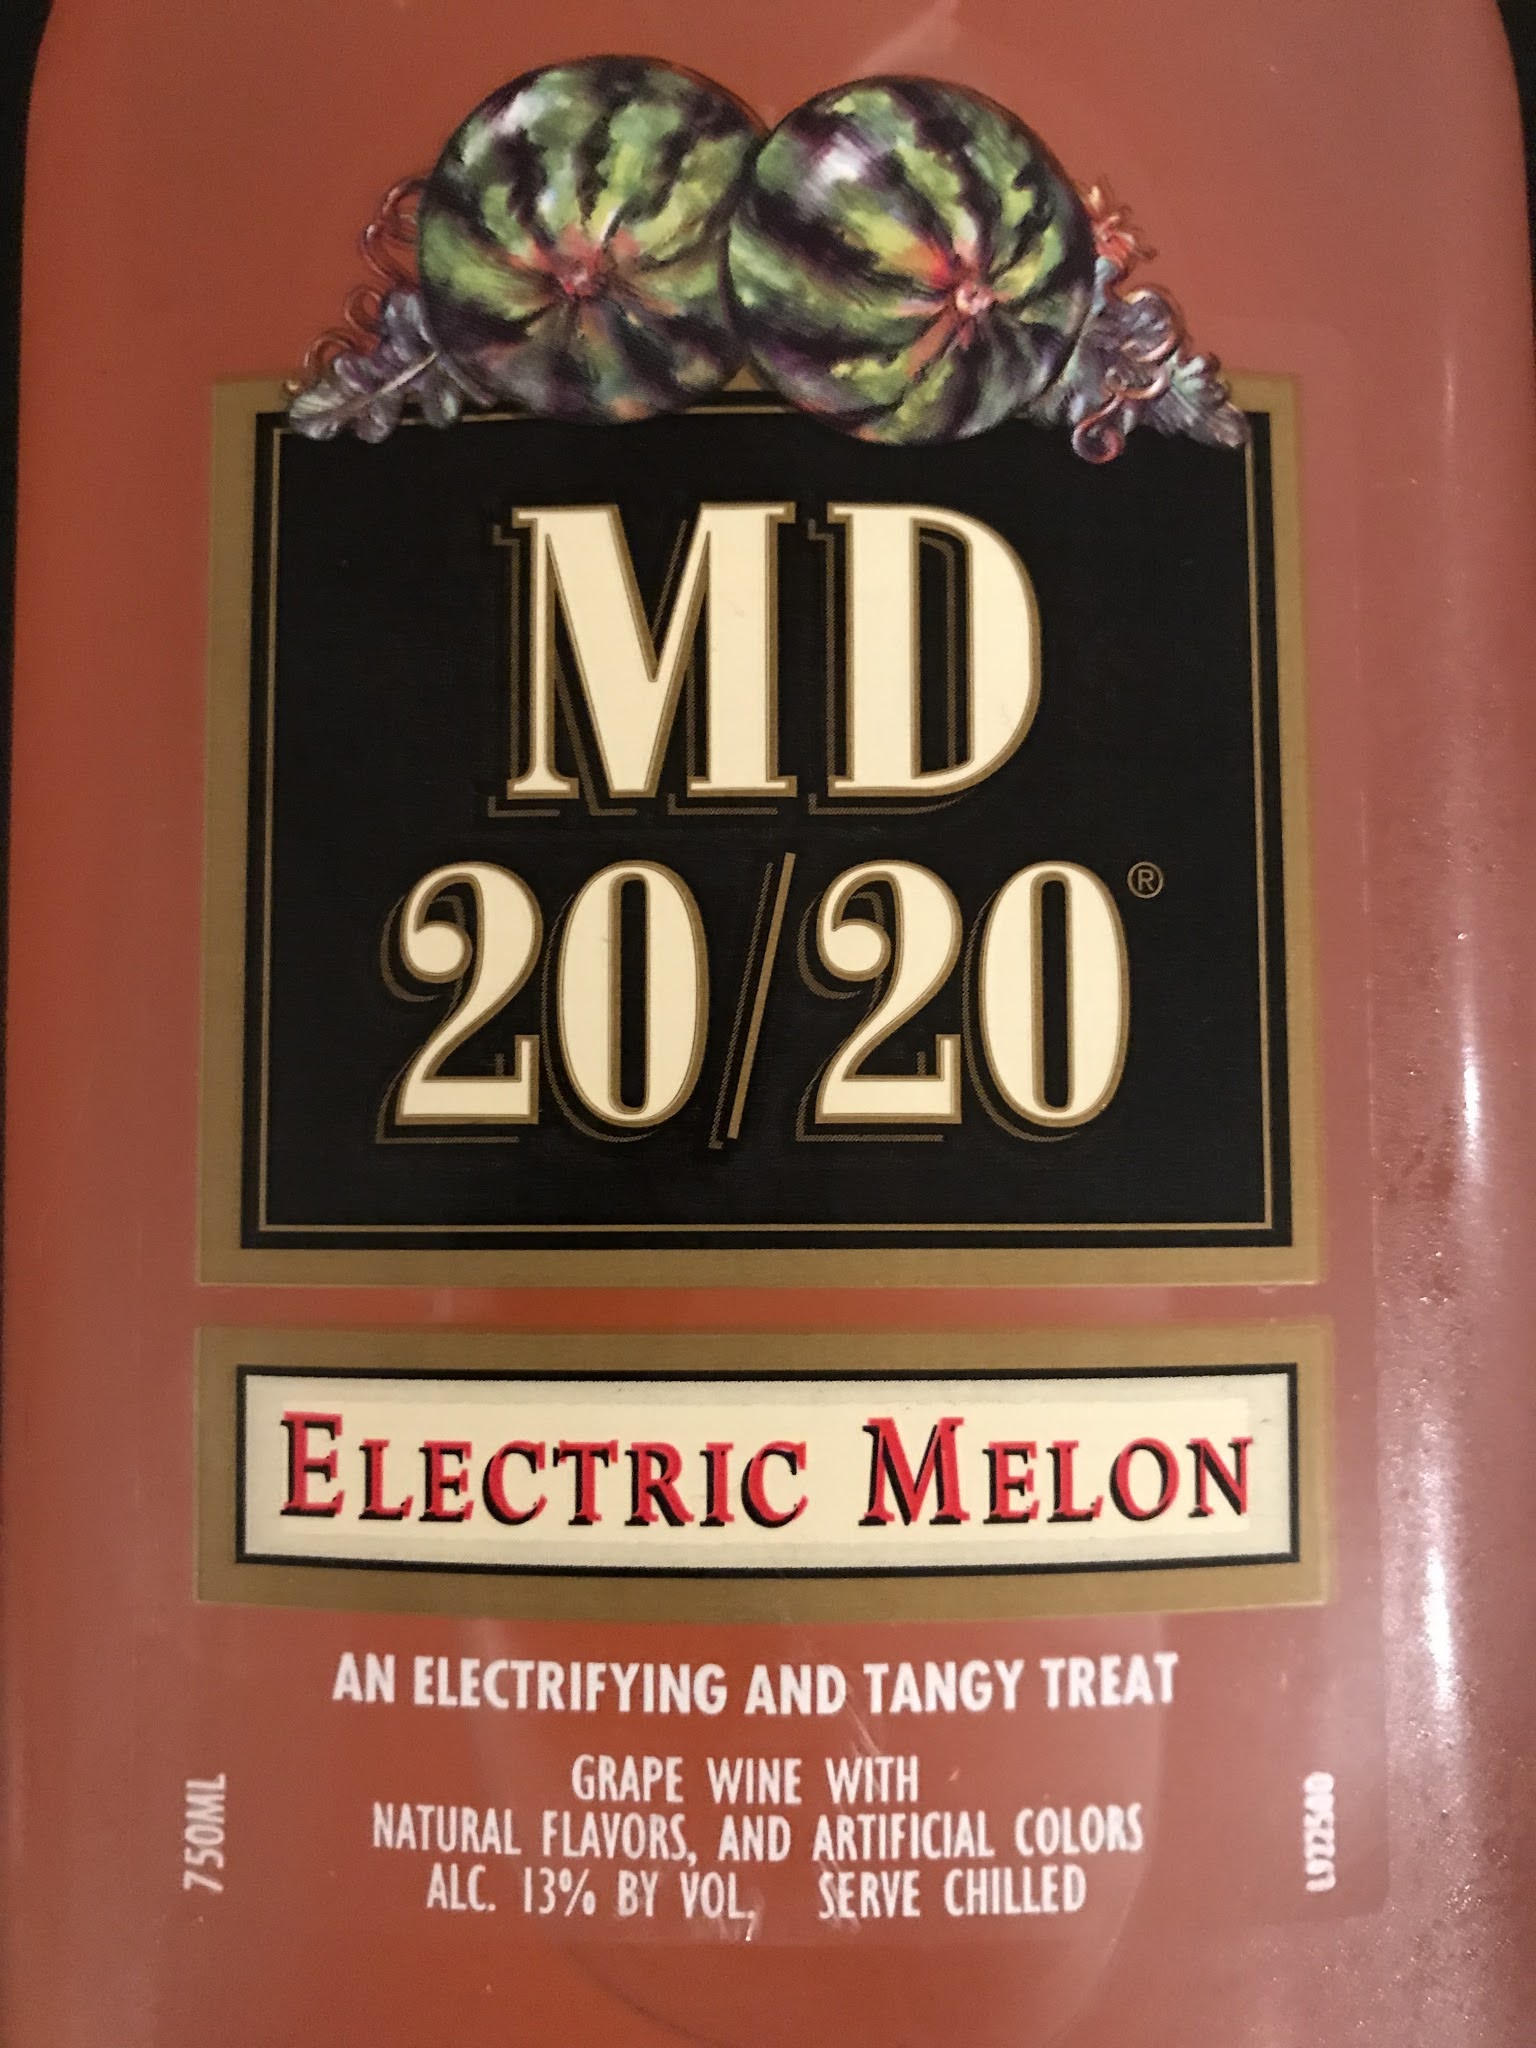 MD
20/20®
ELECTRIC MELON
AN ELECTRIFYING AND TANGY TREAT
GRAPE WINE WITH
NATURAL FLAVORS, AND ARTIFICIAL COLORS
ALC. 13% BY VOL. SERVE CHILLED
750ML
L922500